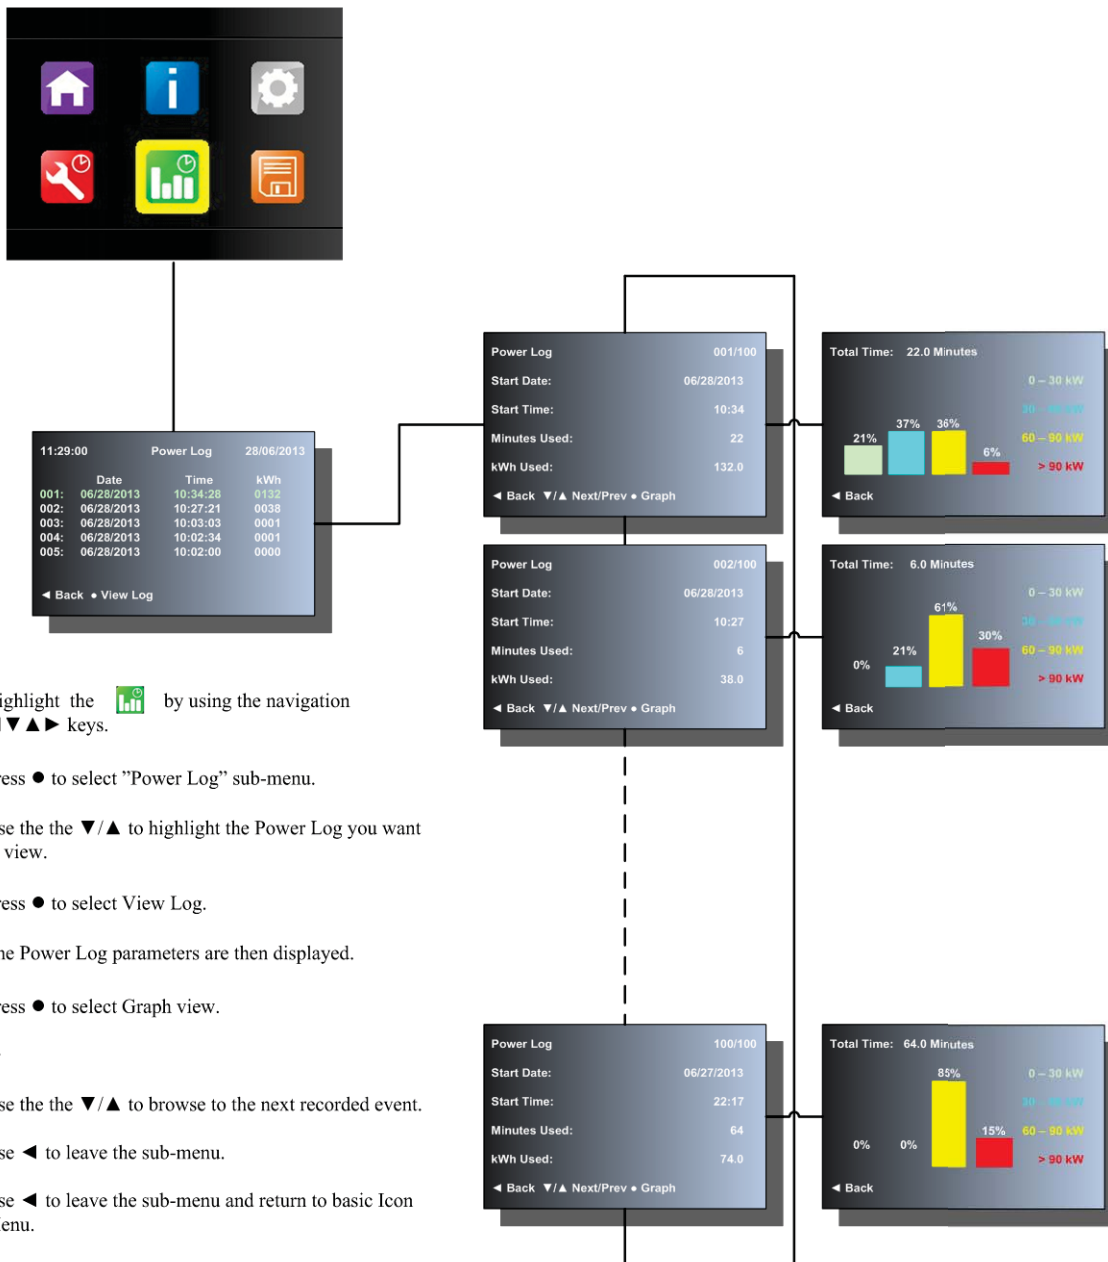 Power Log 001/100
Start Date: 06/28/2013
Start Time: 10:34
Minutes Used: 22
kWh Used: 132.0
◄ Back ▼/▲ Next/Prev ● Graph
Total Time: 22.0 Minutes
0 – 30 kW
60 – 90 kW
> 90 kW
21%
37%
36%
6%
◄ Back
11:29:00 Power Log 28/06/2013
Date Time kWh
001: 06/28/2013 10:34:28 0132
002: 06/28/2013 10:27:21 0038
003: 06/28/2013 10:03:03 0001
004: 06/28/2013 10:02:34 0001
005: 06/28/2013 10:02:00 0000
◄ Back ● View Log
Power Log 002/100
Start Date: 06/28/2013
Start Time: 10:27
Minutes Used: 6
kWh Used: 38.0
◄ Back ▼/▲ Next/Prev ● Graph
Total Time: 6.0 Minutes
0 – 30 kW
60 – 90 kW
> 90 kW
0%
21%
61%
30%
◄ Back
ighlight the by using the navigation
▼▲► keys.
ress ● to select ”Power Log” sub-menu.
se the the ▼/▲ to highlight the Power Log you want
view.
ress ● to select View Log.
ne Power Log parameters are then displayed.
ress ● to select Graph view.
se the the ▼/▲ to browse to the next recorded event.
se ◄ to leave the sub-menu.
se ◄ to leave the sub-menu and return to basic Icon
lenu.
Power Log 100/100
Start Date: 06/27/2013
Start Time: 22:17
Minutes Used: 64
kWh Used: 74.0
◄ Back ▼/▲ Next/Prev ● Graph
Total Time: 64.0 Minutes
0 – 30 kW
60 – 90 kW
> 90 kW
0%
0%
85%
15%
◄ Back